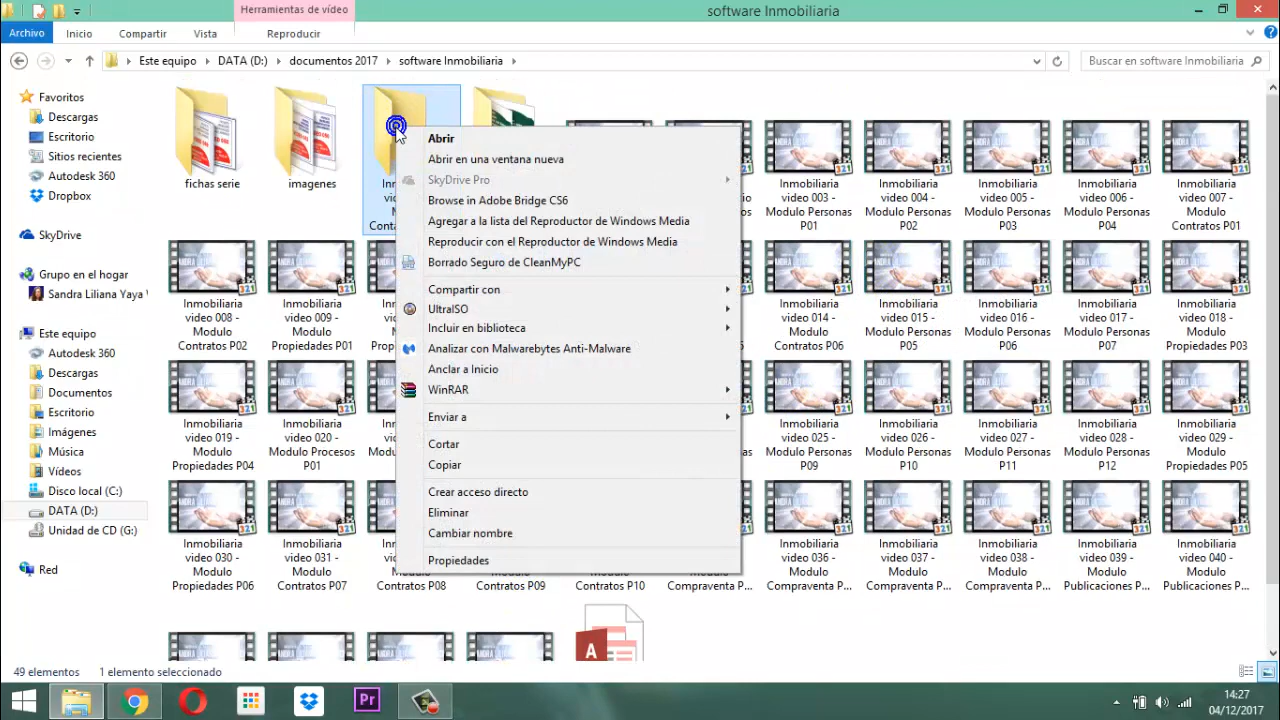 Herramientas de vídeo
software Inmobiliaria
Archivo
Inicio
Compartir
Vista
Reproducir
Este equipo
DATA (D:)
documentos 2017
software Inmobiliaria
Buscar en software Inmobiliaria
Favoritos
Descargas
Escritorio
Sitios recientes
Autodesk 360
Dropbox
SkyDrive
Grupo en el hogar
Sandra Liliana Yaya
Este equipo
Autodesk 360
Descargas
Documentos
Escritorio
Imágenes
Música
Vídeos
Disco local (C:)
DATA (D:)
Unidad de CD (G:)
Red
fichas serie
imagenes
Abrir
Abrir en una ventana nueva
SkyDrive Pro
Browse in Adobe Bridge CS6
Agregar a la lista del Reproductor de Windows Media
Reproducir con el Reproductor de Windows Media
Borrado Seguro de CleanMyPC
Compartir con
UltraISO
Incluir en biblioteca
Analizar con Malwarebytes Anti-Malware
Anclar a Inicio
WinRAR
Enviar a
Cortar
Copiar
Crear acceso directo
Eliminar
Cambiar nombre
Propiedades
Inmobiliaria
video 003 -
Modulo Personas
P01
Inmobiliaria
video 004 -
Modulo Personas
P02
Inmobiliaria
video 005 -
Modulo Personas
P03
Inmobiliaria
video 006 -
Modulo Personas
P04
Inmobiliaria
video 007 -
Modulo
Contratos P01
Inmobiliaria
video 008 -
Modulo
Contratos P02
Inmobiliaria
video 009 -
Modulo
Propiedades P01
Inmobiliaria
video 014 -
Modulo
Contratos P06
Inmobiliaria
video 015 -
Modulo Personas
P05
Inmobiliaria
video 016 -
Modulo Personas
P06
Inmobiliaria
video 017 -
Modulo Personas
P07
Inmobiliaria
video 018 -
Modulo
Propiedades P03
Inmobiliaria
video 019 -
Modulo
Propiedades P04
Inmobiliaria
video 020 -
Modulo Procesos
P01
Inmobiliaria
video 025 -
Modulo Personas
P09
Inmobiliaria
video 026 -
Modulo Personas
P10
Inmobiliaria
video 027 -
Modulo Personas
P11
Inmobiliaria
video 028 -
Modulo Personas
P12
Inmobiliaria
video 029 -
Modulo
Propiedades P05
Inmobiliaria
video 030 -
Modulo
Propiedades P06
Inmobiliaria
video 031 -
Modulo
Contratos P07
Contratos P08
Contratos P09
Contratos P10
Compraventa P...
Inmobiliaria
video 036 -
Modulo
Compraventa P...
Inmobiliaria
video 037 -
Modulo
Compraventa P...
Inmobiliaria
video 038 -
Modulo
Compraventa P...
Inmobiliaria
video 039 -
Modulo
Publicaciones P...
Inmobiliaria
video 040 -
Modulo
Publicaciones P...
A
49 elementos
1 elemento seleccionado
Pr
14:27
04/12/2017